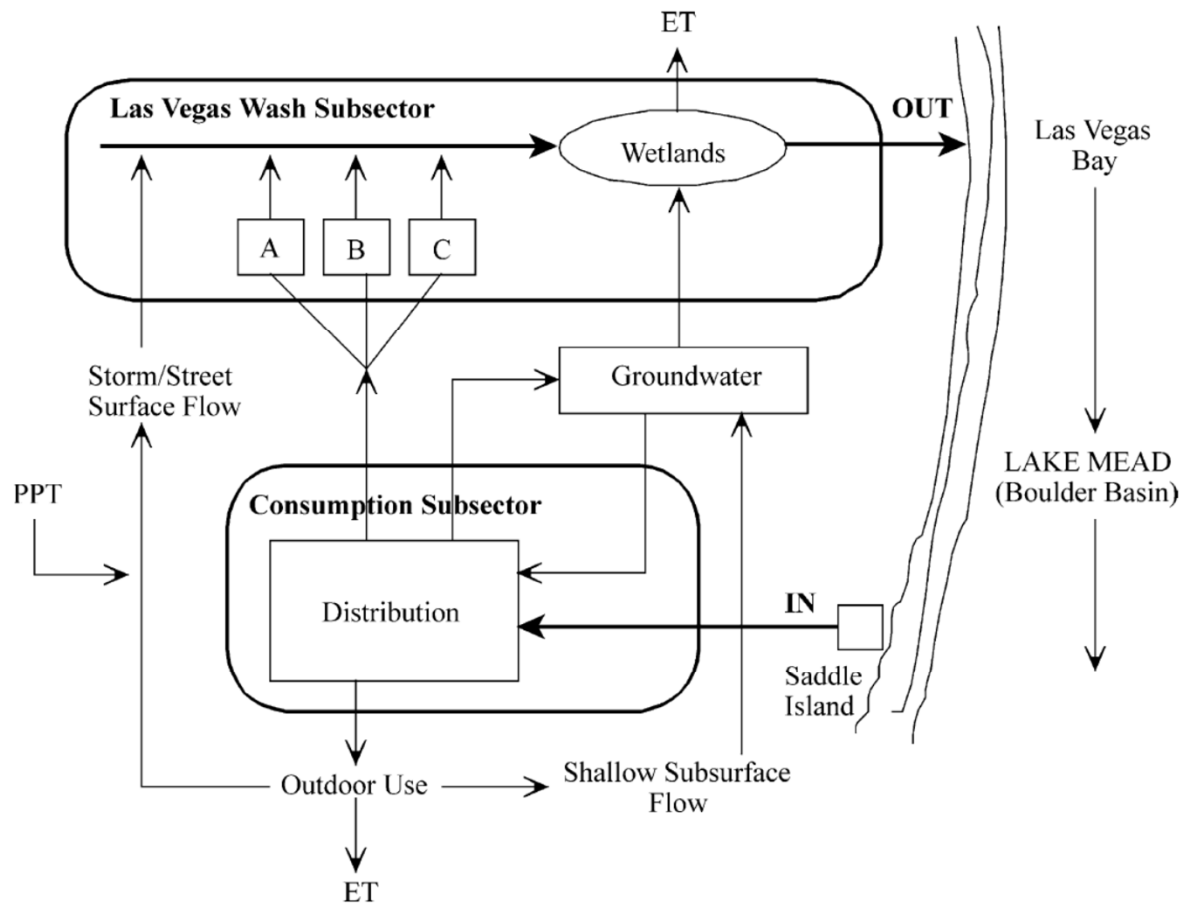 ET
Las Vegas Wash Subsector
OUT
Wetlands
Las Vegas
Bay
A
B
C
Storm/Street
Surface Flow
Groundwater
LAKE MEAD
(Boulder Basin)
PPT
Consumption Subsector
Distribution
IN
Saddle
Island
Outdoor Use
Shallow Subsurface
Flow
ET